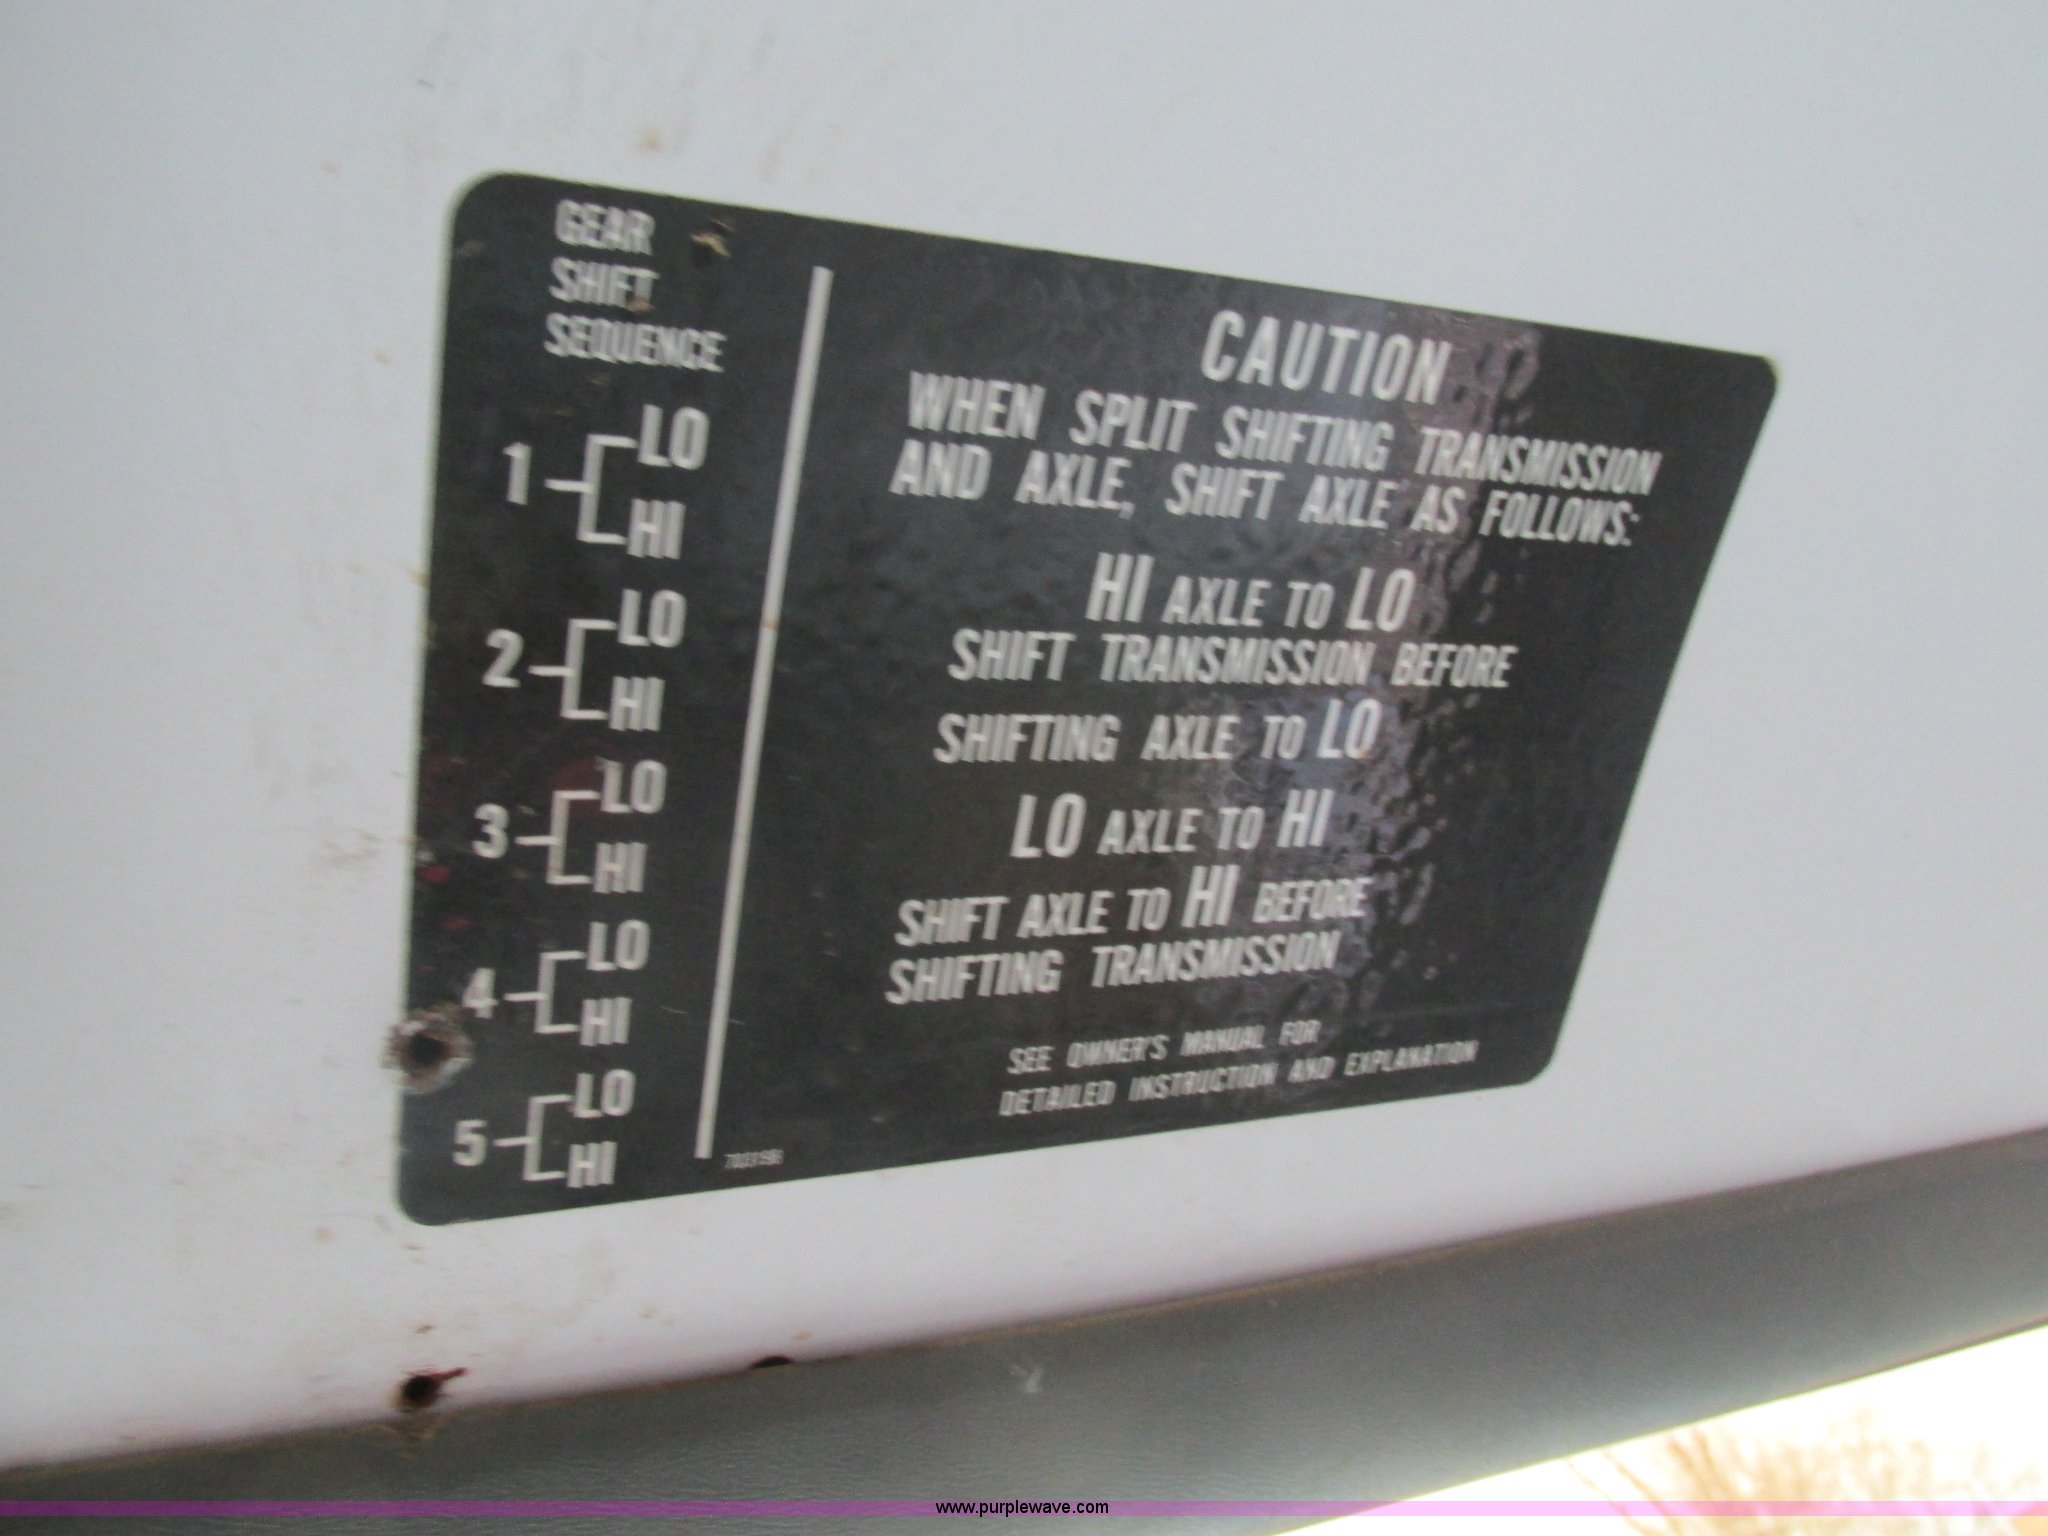 GEAR
SHIFT
SEQUENCE
1 LO
HI
2 LO
HI
3 LO
HI
4 LO
HI
5 LO
HI
CAUTION
WHEN SPLIT SHIFTING TRANSMISSION
AND AXLE, SHIFT AXLE AS FOLLOWS:
HI AXLE TO LO
SHIFT TRANSMISSION BEFORE
SHIFTING AXLE TO LO
LO AXLE TO HI
SHIFT AXLE TO HI BEFORE
SHIFTING TRANSMISSION
SEE OWNER'S MANUAL FOR
DETAILED INSTRUCTION AND EXPLANATION
www.purplewave.com